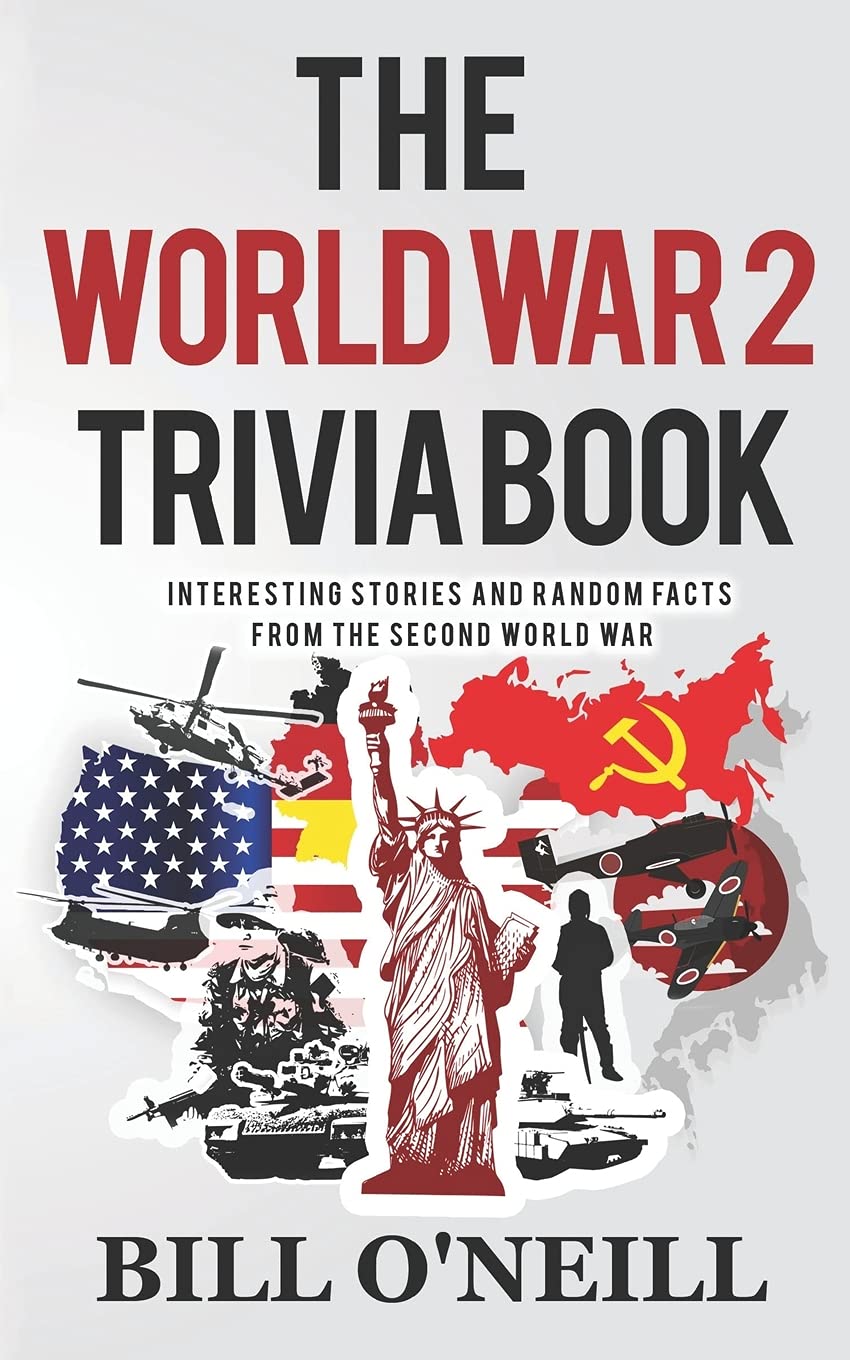 THE
WORLD WAR 2
TRIVIA BOOK
INTERESTING STORIES AND RANDOM FACTS
FROM THE SECOND WORLD WAR
BILL O'NEILL